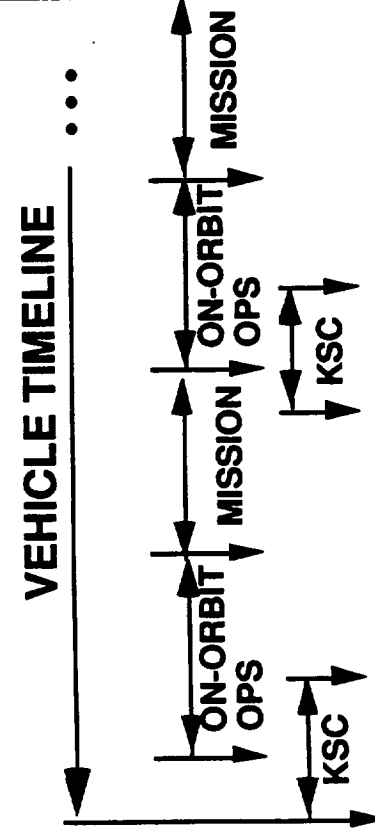 VEHICLE TIMELINE
KSC
ON-ORBIT
OPS
MISSION
KSC
ON-ORBIT
OPS
MISSION